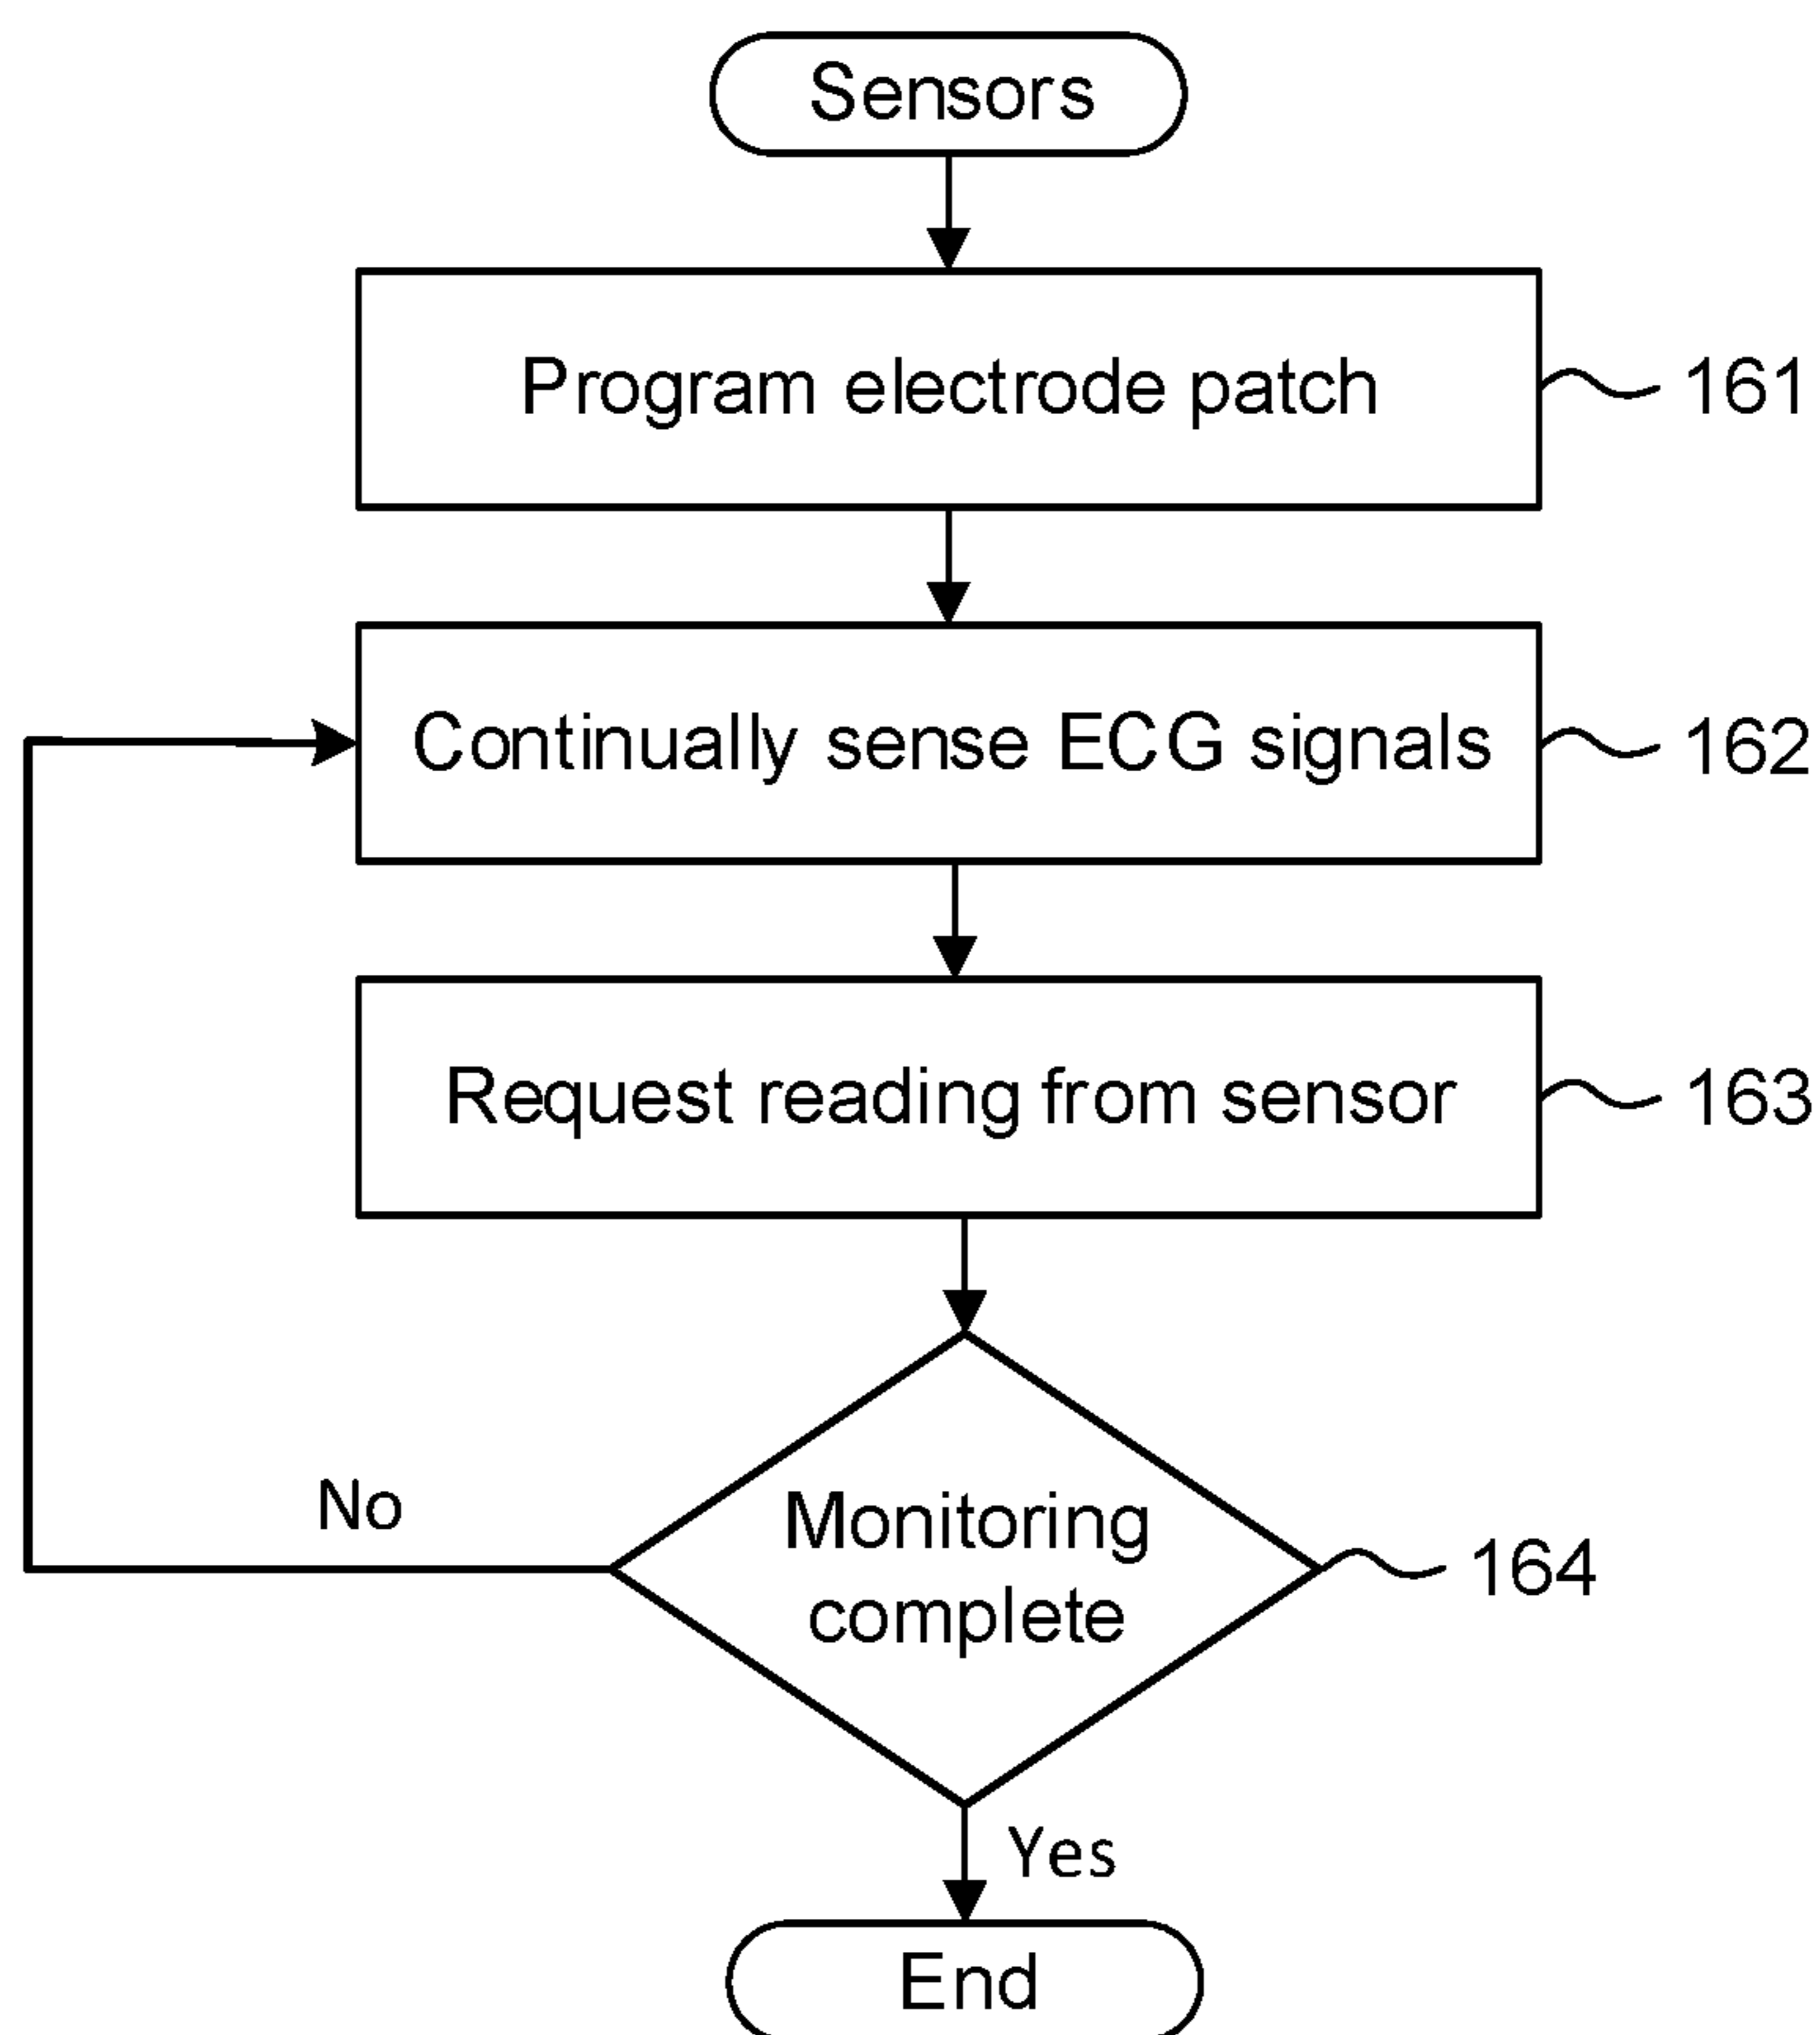 Sensors
Program electrode patch
161
Continually sense ECG signals
162
Request reading from sensor
163
No
Monitoring
complete
164
Yes
End